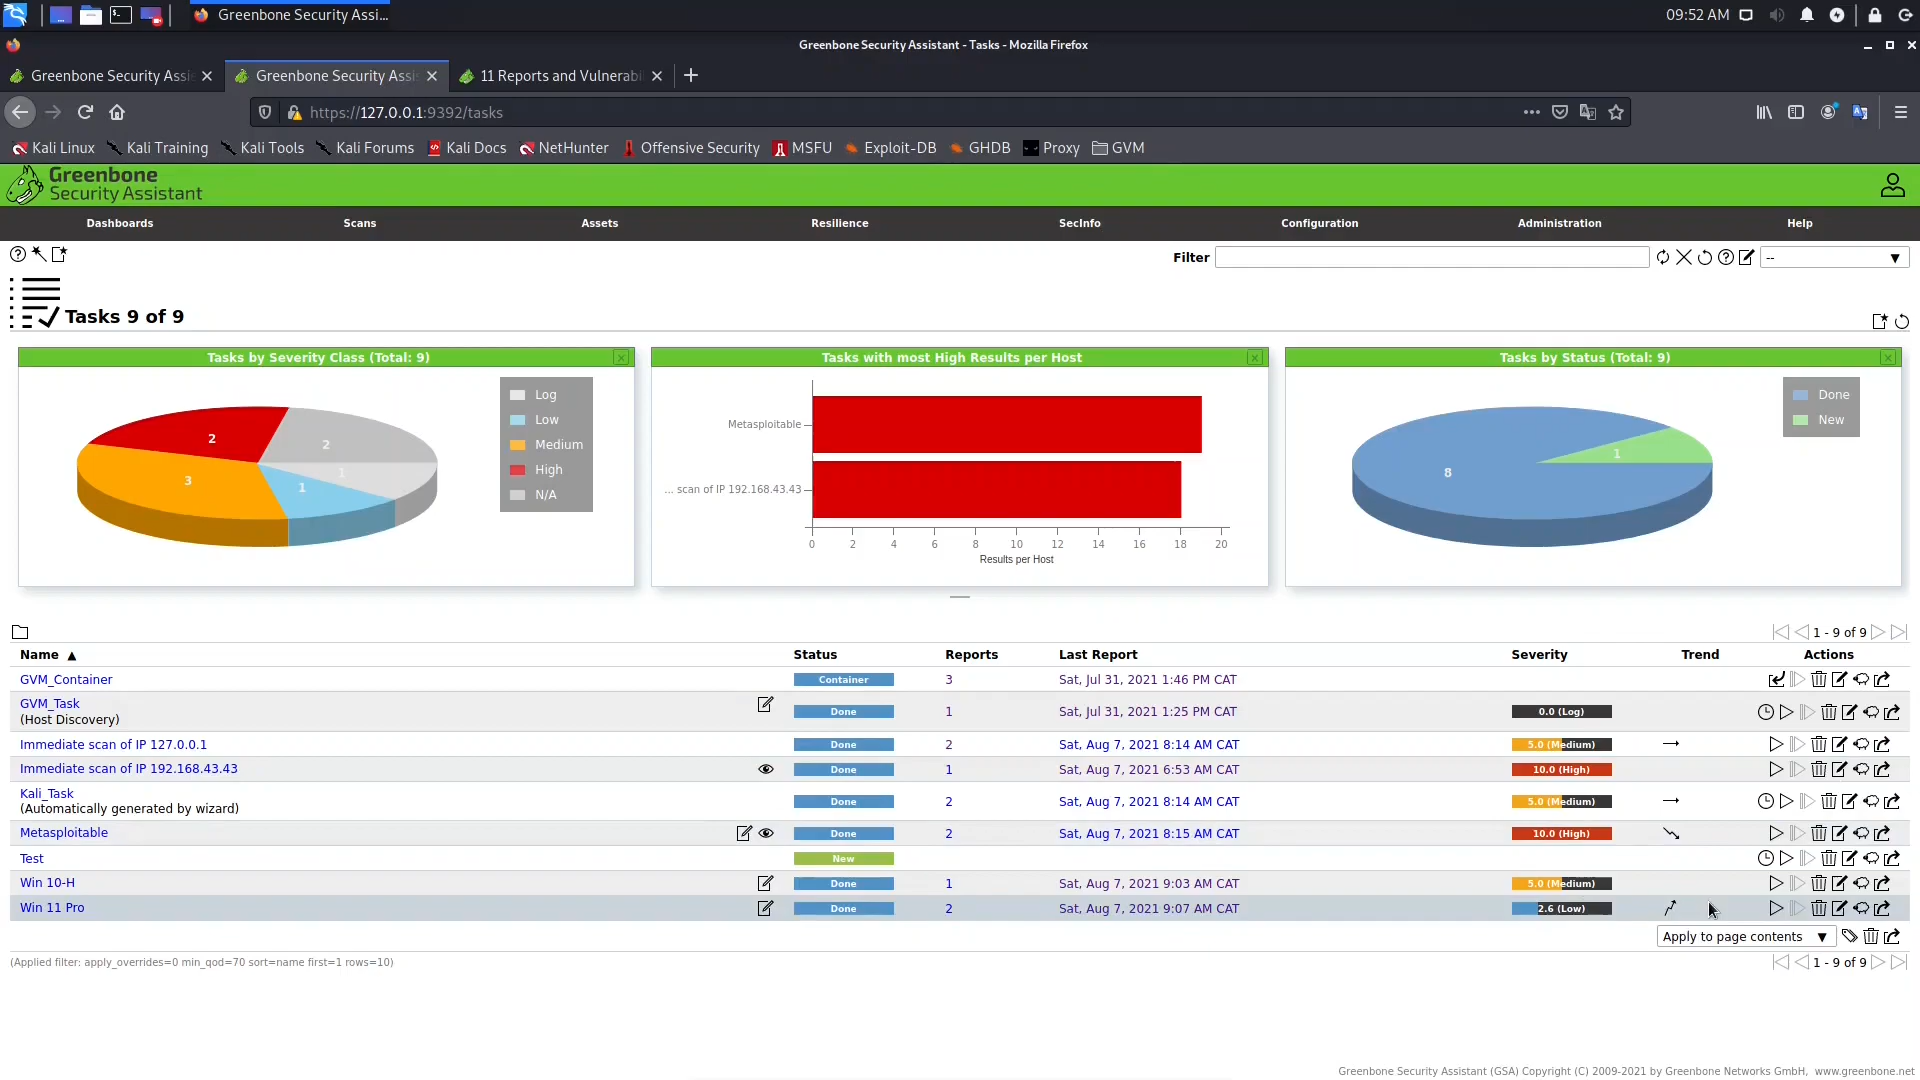 Greenbone Security Assi...
09:52 AM
Greenbone Security Assistant - Tasks - Mozilla Firefox
Greenbone Security Assis
Greenbone Security Assis
11 Reports and Vulnerabil
https://127.0.0.1:9392/tasks
Kali Linux
Kali Training
Kali Tools
Kali Forums
Kali Docs
NetHunter
Offensive Security
MSFU
Exploit-DB
GHDB
Proxy
GVM
Greenbone
Security Assistant
Dashboards
Scans
Assets
Resilience
SecInfo
Configuration
Administration
Help
Filter
--
Tasks 9 of 9
Tasks by Severity Class (Total: 9)
2
2
1
3
1
Log
Low
Medium
High
N/A
Tasks with most High Results per Host
Metasploitable
... scan of IP 192.168.43.43
0 2 4 6 8 10 12 14 16 18 20
Results per Host
Tasks by Status (Total: 9)
8
1
Done
New
1 - 9 of 9
Name ▲ Status Reports Last Report Severity Trend Actions
GVM_Container Container 3 Sat, Jul 31, 2021 1:46 PM CAT
GVM_Task
(Host Discovery) Done 1 Sat, Jul 31, 2021 1:25 PM CAT 0.0 (Log)
Immediate scan of IP 127.0.0.1 Done 2 Sat, Aug 7, 2021 8:14 AM CAT 5.0 (Medium)
Immediate scan of IP 192.168.43.43 Done 1 Sat, Aug 7, 2021 6:53 AM CAT 10.0 (High)
Kali_Task
(Automatically generated by wizard) Done 2 Sat, Aug 7, 2021 8:14 AM CAT 5.0 (Medium)
Metasploitable Done 2 Sat, Aug 7, 2021 8:15 AM CAT 10.0 (High)
Test New
Win 10-H Done 1 Sat, Aug 7, 2021 9:03 AM CAT 5.0 (Medium)
Win 11 Pro Done 2 Sat, Aug 7, 2021 9:07 AM CAT 2.6 (Low)
Apply to page contents
(Applied filter: apply_overrides=0 min_qod=70 sort=name first=1 rows=10)
1 - 9 of 9
Greenbone Security Assistant (GSA) Copyright (C) 2009-2021 by Greenbone Networks GmbH, www.greenbone.net